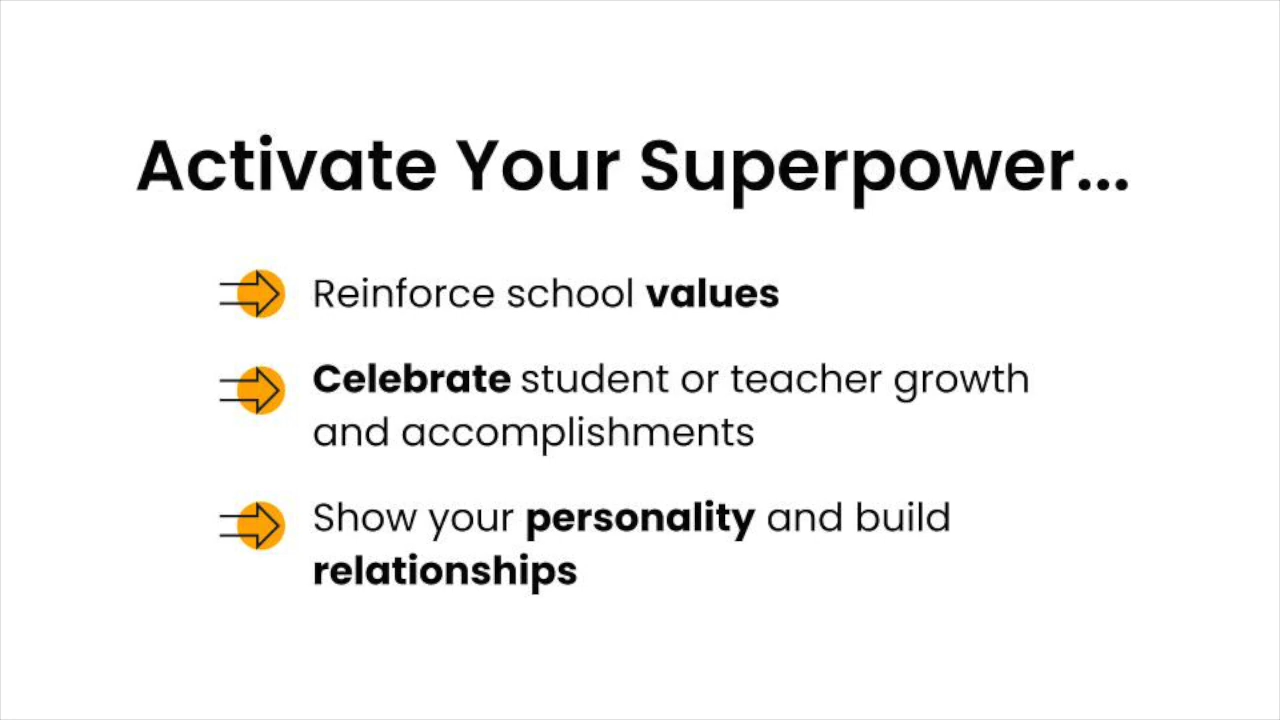 Activate Your Superpower...
Reinforce school values
Celebrate student or teacher growth
and accomplishments
Show your personality and build
relationships